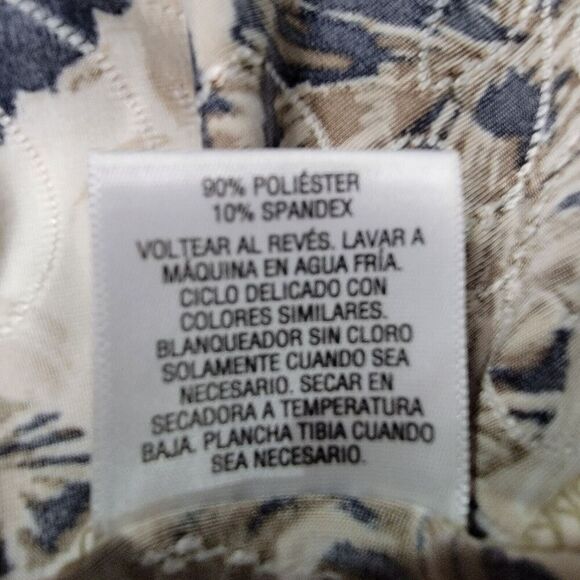 90% POLIÉSTER
10% SPANDEX
VOLTEAR AL REVÉS. LAVAR A
MÁQUINA EN AGUA FRÍA.
CICLO DELICADO CON
COLORES SIMILARES.
BLANQUEADOR SIN CLORO
SOLAMENTE CUANDO SEA
NECESARIO. SECAR EN
SECADORA A TEMPERATURA
BAJA. PLANCHA TIBIA CUANDO
SEA NECESARIO.